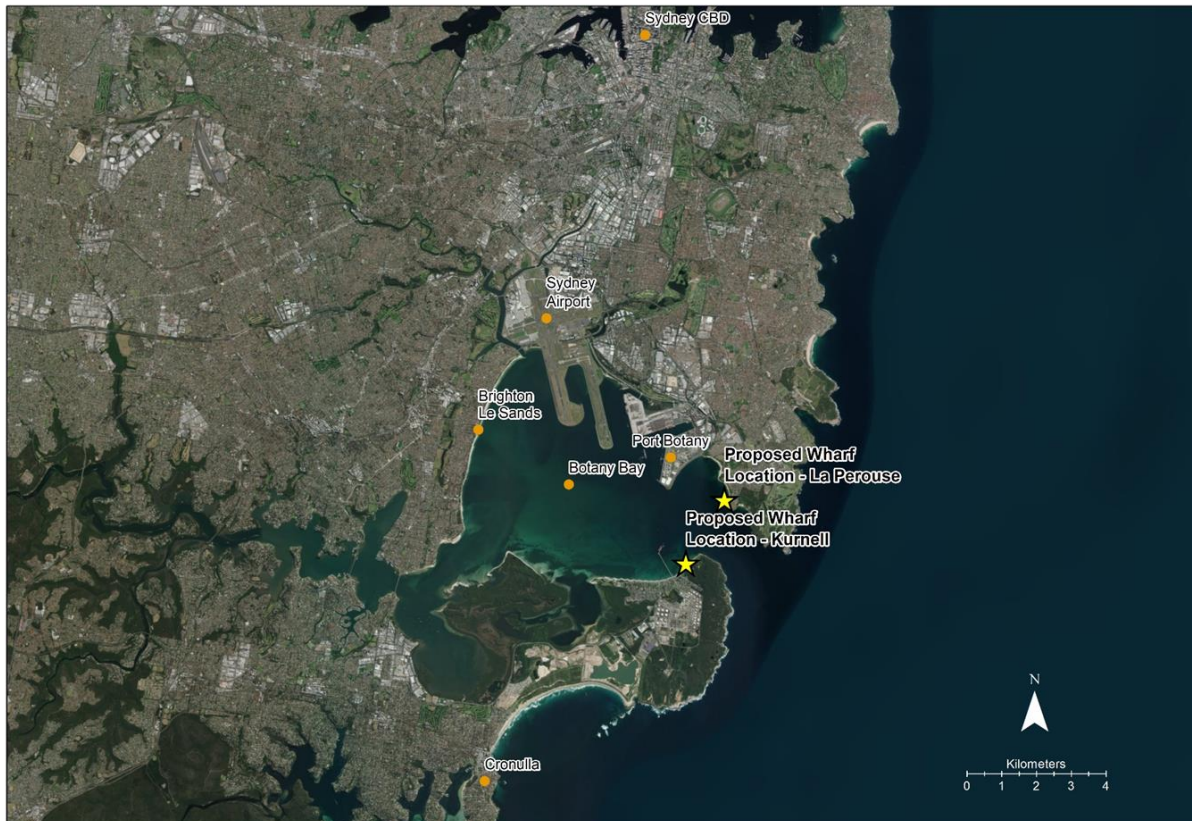 Sydney CBD
Sydney
Airport
Brighton
Le Sands
Port Botany
Proposed Wharf
Location - La Perouse
Botany Bay
Proposed Wharf
Location - Kurnell
Cronulla
N
Kilometers
0 1 2 3 4